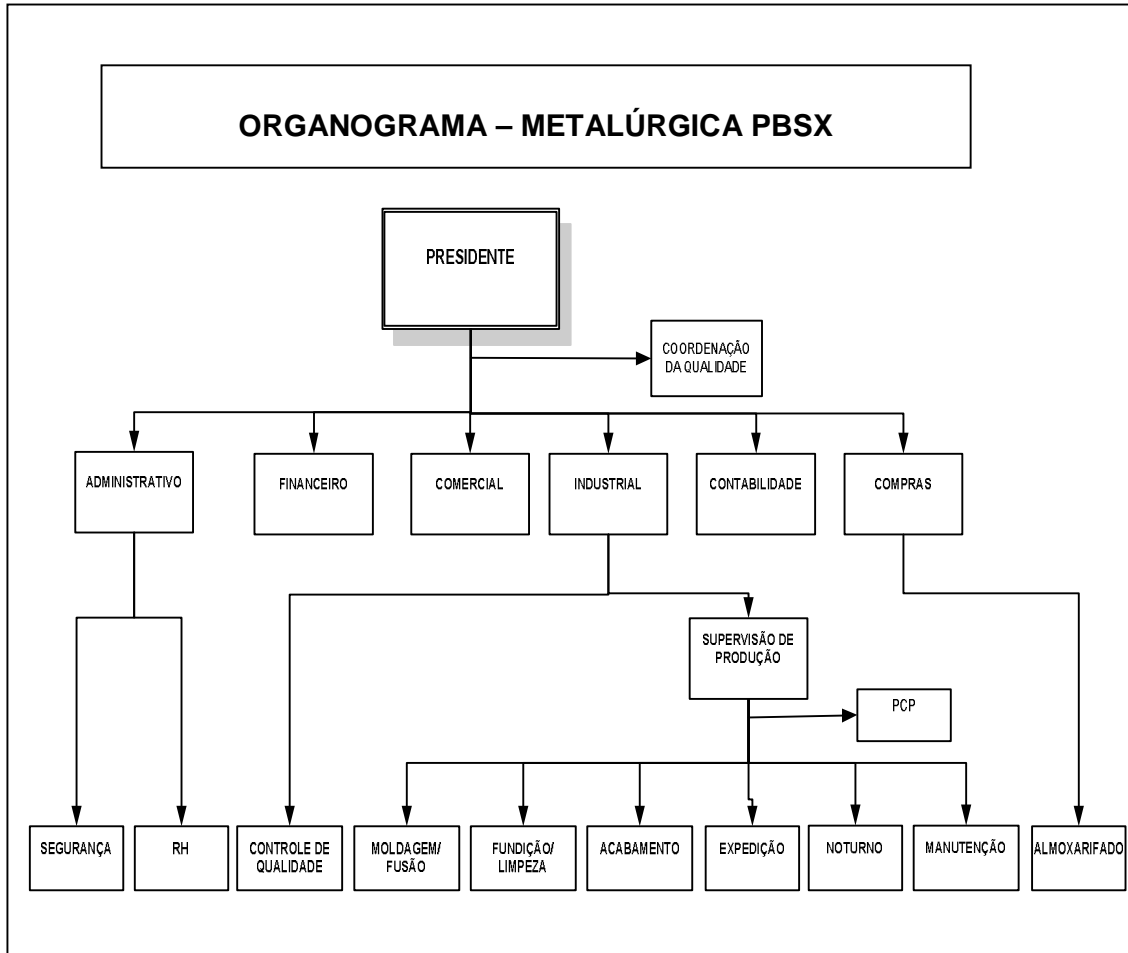 ORGANOGRAMA – METALÚRGICA PBSX
PRESIDENTE
COORDENAÇÃO
DA QUALIDADE
ADMINISTRATIVO
FINANCEIRO
COMERCIAL
INDUSTRIAL
CONTABILIDADE
COMPRAS
SUPERVISÃO DE
PRODUÇÃO
PCP
SEGURANÇA
RH
CONTROLE DE
QUALIDADE
MOLDAGEM/
FUSÃO
FUNDIÇÃO/
LIMPEZA
ACABAMENTO
EXPEDIÇÃO
NOTURNO
MANUTENÇÃO
ALMOXARIFADO